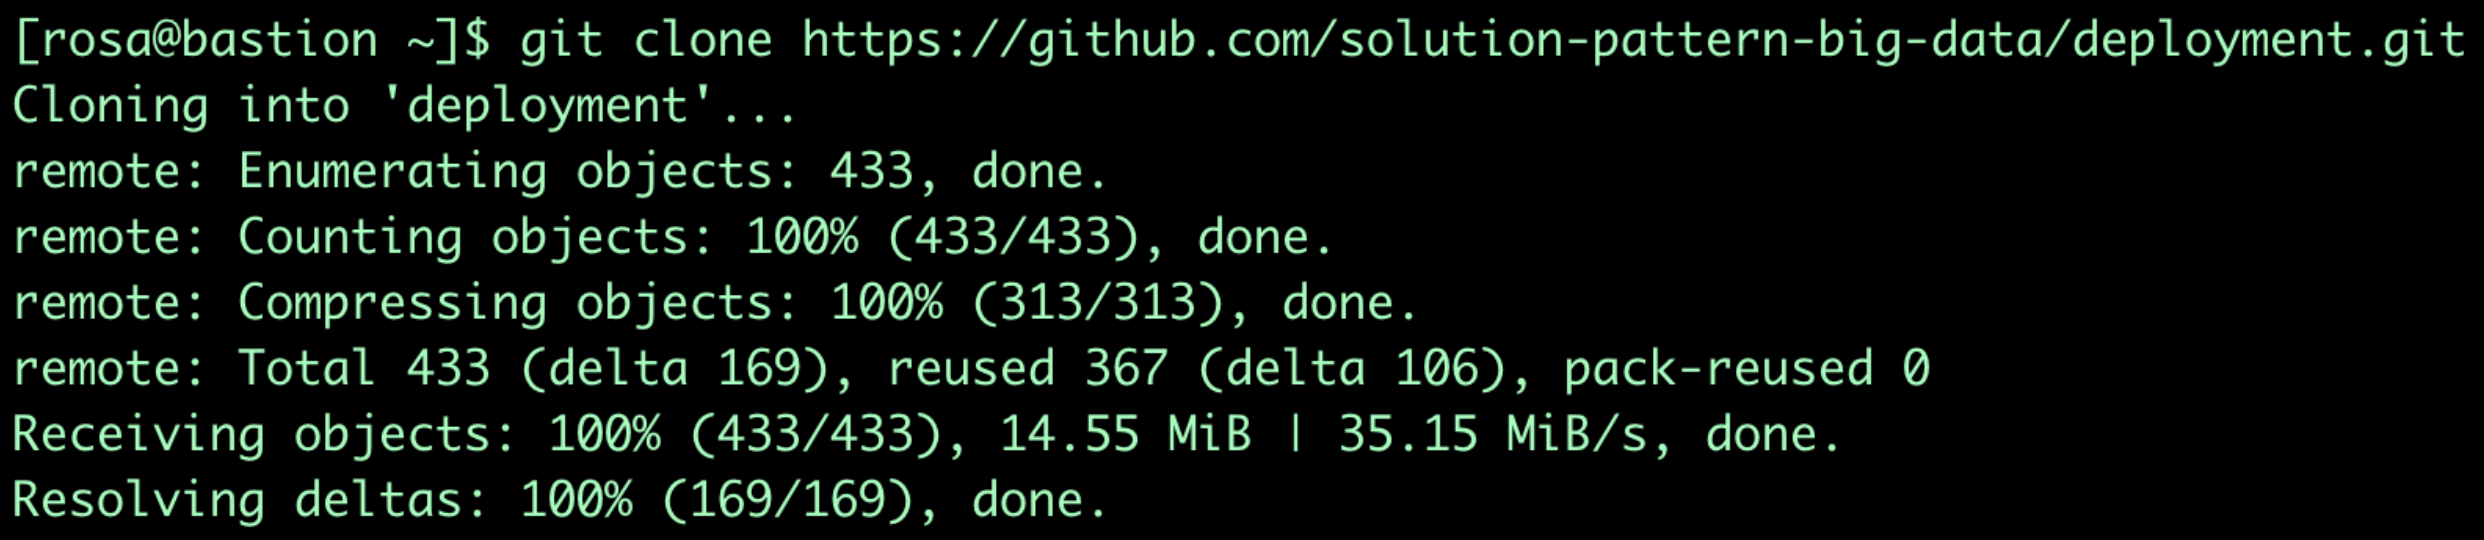 [rosa@bastion ~]$ git clone https://github.com/solution-pattern-big-data/deployment.git
Cloning into 'deployment'...
remote: Enumerating objects: 433, done.
remote: Counting objects: 100% (433/433), done.
remote: Compressing objects: 100% (313/313), done.
remote: Total 433 (delta 169), reused 367 (delta 106), pack-reused 0
Receiving objects: 100% (433/433), 14.55 MiB | 35.15 MiB/s, done.
Resolving deltas: 100% (169/169), done.